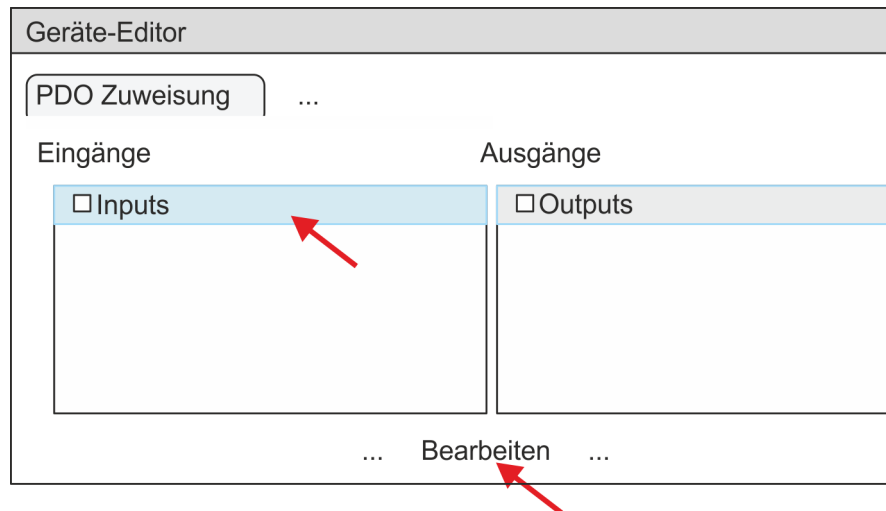 Geräte-Editor
PDO Zuweisung ...
Eingänge Ausgänge
Inputs Outputs
... Bearbeiten ...